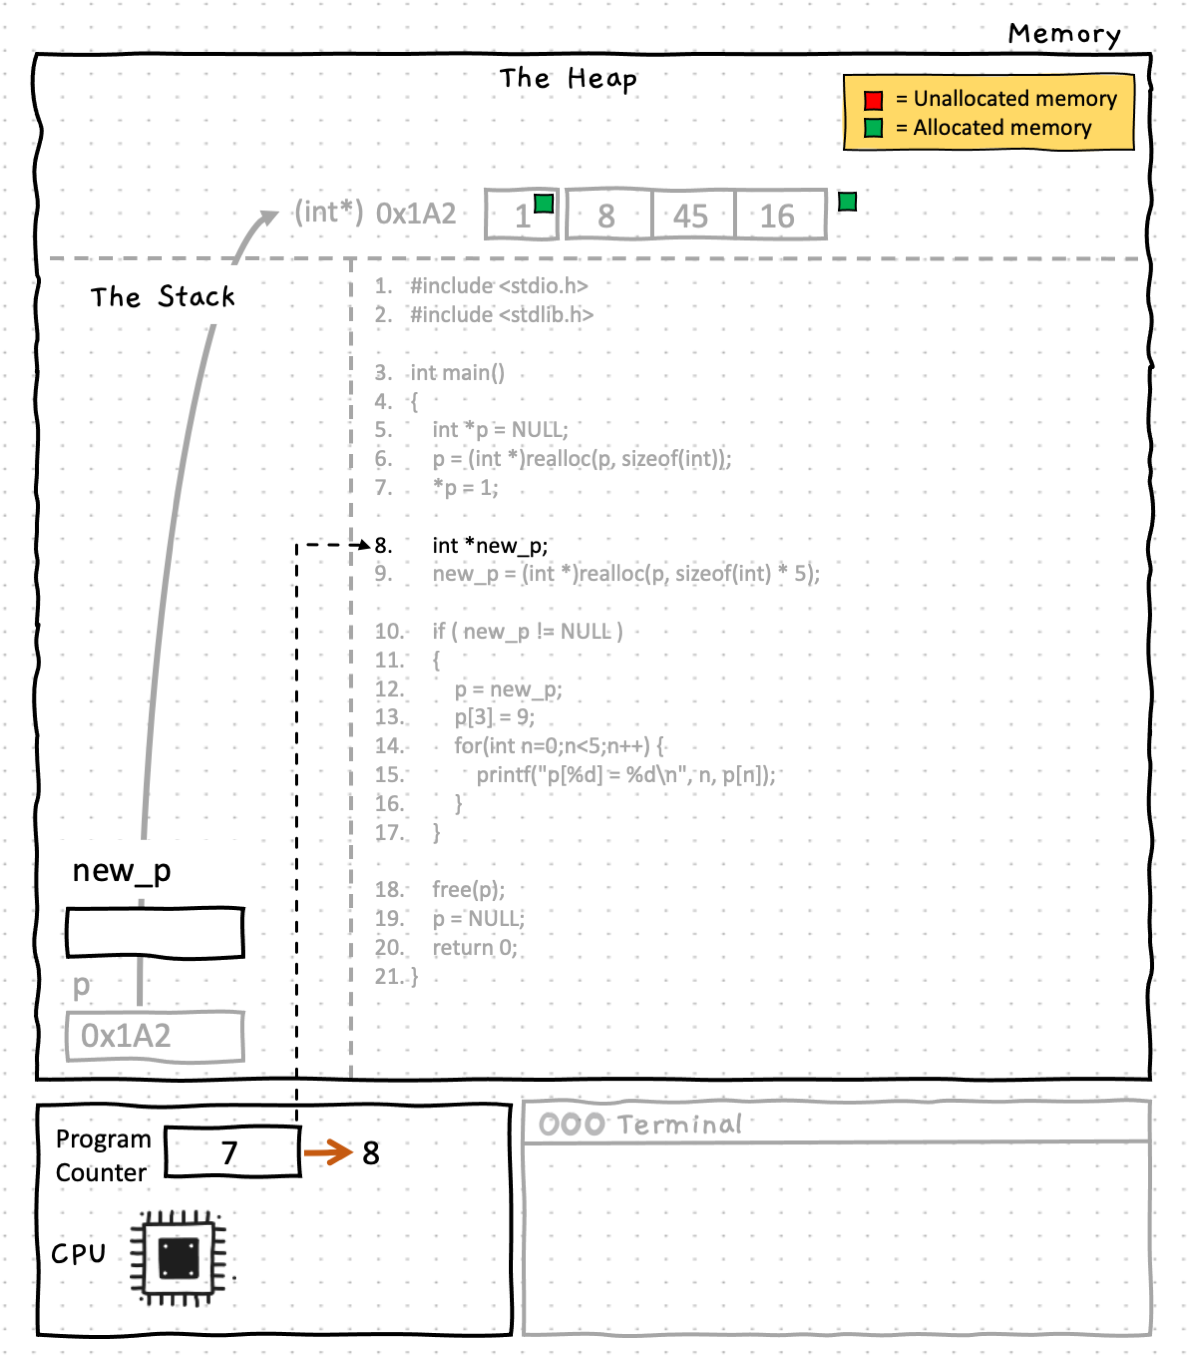 Memory
The Heap
= Unallocated memory
= Allocated memory
(int*) 0x1A2 1 8 45 16
The Stack
1. #include <stdio.h>
2. #include <stdlib.h>
3. int main()
4. {
5. int *p = NULL;
6. p = (int *)realloc(p, sizeof(int));
7. *p = 1;
8. int *new_p;
9. new_p = (int *)realloc(p, sizeof(int) * 5);
10. if ( new_p != NULL )
11. {
12. p = new_p;
13. p[3] = 9;
14. for(int n=0;n<5;n++) {
15. printf("p[%d] = %d\n", n, p[n]);
16. }
17. }
18. free(p);
19. p = NULL;
20. return 0;
21. }
new_p
p
0x1A2
Program
Counter
7
8
CPU
Terminal